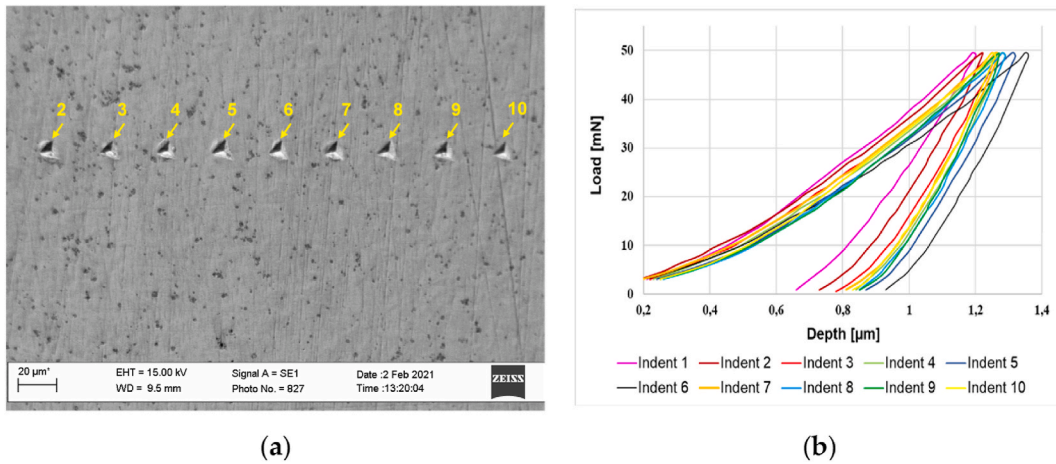 2 3 4 5 6 7 8 9 10
20 µm*
EHT = 15.00 kV
WD = 9.5 mm
Signal A = SE1
Photo No. = 827
Date :2 Feb 2021
Time :13:20:04
ZEISS
(a)
Load [mN]
50
40
30
20
10
0
0,2 0,4 0,6 0,8 1 1,2 1,4
Depth [µm]
Indent 1 Indent 2 Indent 3 Indent 4 Indent 5
Indent 6 Indent 7 Indent 8 Indent 9 Indent 10
(b)